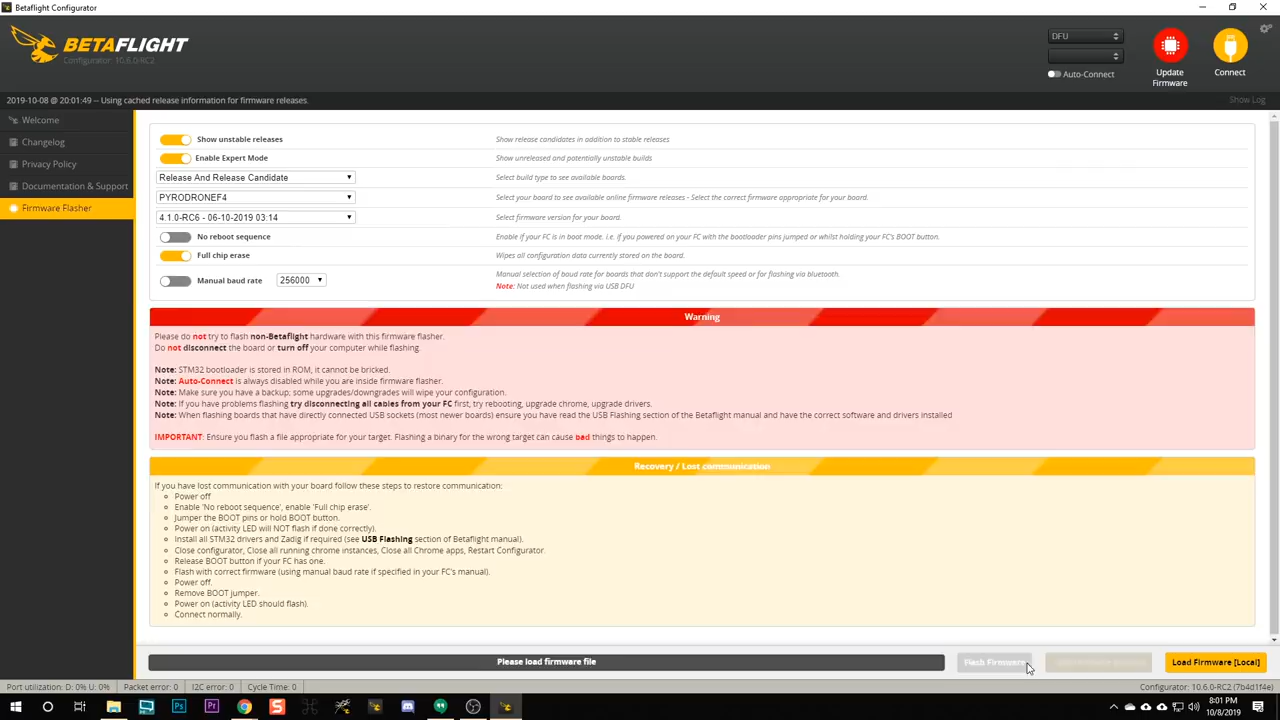 Betaflight Configurator
BETAFLIGHT
Configurator: 10.6.0-RC2
DFU
Auto-Connect
Update
Firmware
Connect
2019-10-08 @ 20:01:49 -- Using cached release information for firmware releases.
Show Log
Welcome
Changelog
Privacy Policy
Documentation & Support
Firmware Flasher
Show unstable releases
Show release candidates in addition to stable releases
Enable Expert Mode
Show unreleased and potentially unstable builds
Release And Release Candidate
Select build type to see available boards.
PYRODRONEF4
Select your board to see available online firmware releases - Select the correct firmware appropriate for your board.
4.1.0-RC6 - 06-10-2019 03:14
Select firmware version for your board.
No reboot sequence
Enable if your FC is in boot mode. i.e. if you powered on your FC with the bootloader pins jumped or whilst holding your FC's BOOT button.
Full chip erase
Wipes all configuration data currently stored on the board.
Manual baud rate
256000
Manual selection of baud rate for boards that don't support the default speed or for flashing via bluetooth.
Note: Not used when flashing via USB DFU
Warning
Please do not try to flash non-Betaflight hardware with this firmware flasher.
Do not disconnect the board or turn off your computer while flashing.
Note: STM32 bootloader is stored in ROM, it cannot be bricked.
Note: Auto-Connect is always disabled while you are inside firmware flasher.
Note: Make sure you have a backup; some upgrades/downgrades will wipe your configuration.
Note: If you have problems flashing try disconnecting all cables from your FC first, try rebooting, upgrade chrome, upgrade drivers.
Note: When flashing boards that have directly connected USB sockets (most newer boards) ensure you have read the USB Flashing section of the Betaflight manual and have the correct software and drivers installed
IMPORTANT: Ensure you flash a file appropriate for your target. Flashing a binary for the wrong target can cause bad things to happen.
Recovery / Lost communication
If you have lost communication with your board follow these steps to restore communication:
Power off
Enable 'No reboot sequence', enable 'Full chip erase'.
Jumper the BOOT pins or hold BOOT button.
Power on (activity LED will NOT flash if done correctly).
Install all STM32 drivers and Zadig if required (see USB Flashing section of Betaflight manual).
Close configurator, Close all running chrome instances, Close all Chrome apps, Restart Configurator.
Release BOOT button if your FC has one.
Flash with correct firmware (using manual baud rate if specified in your FC's manual).
Power off.
Remove BOOT jumper.
Power on (activity LED should flash).
Connect normally.
Please load firmware file
Flash Firmware
Load Firmware [Local]
Port utilization: D: 0% U: 0%
Packet error: 0
I2C error: 0
Cycle Time: 0
Configurator: 10.6.0-RC2 (7b4d1f4e)
8:01 PM
10/8/2019